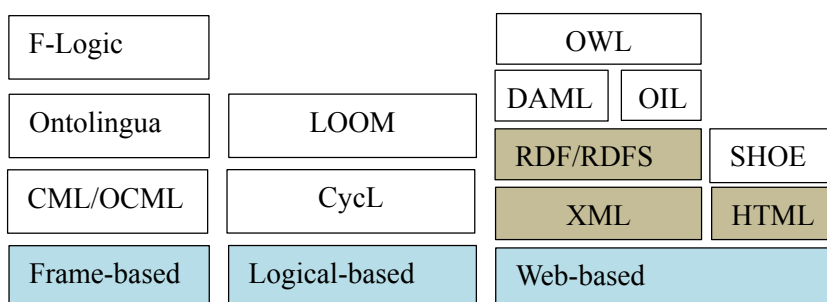 F-Logic
OWL
DAML
OIL
Ontolingua
LOOM
RDF/RDFS
SHOE
CML/OCML
CycL
XML
HTML
Frame-based
Logical-based
Web-based